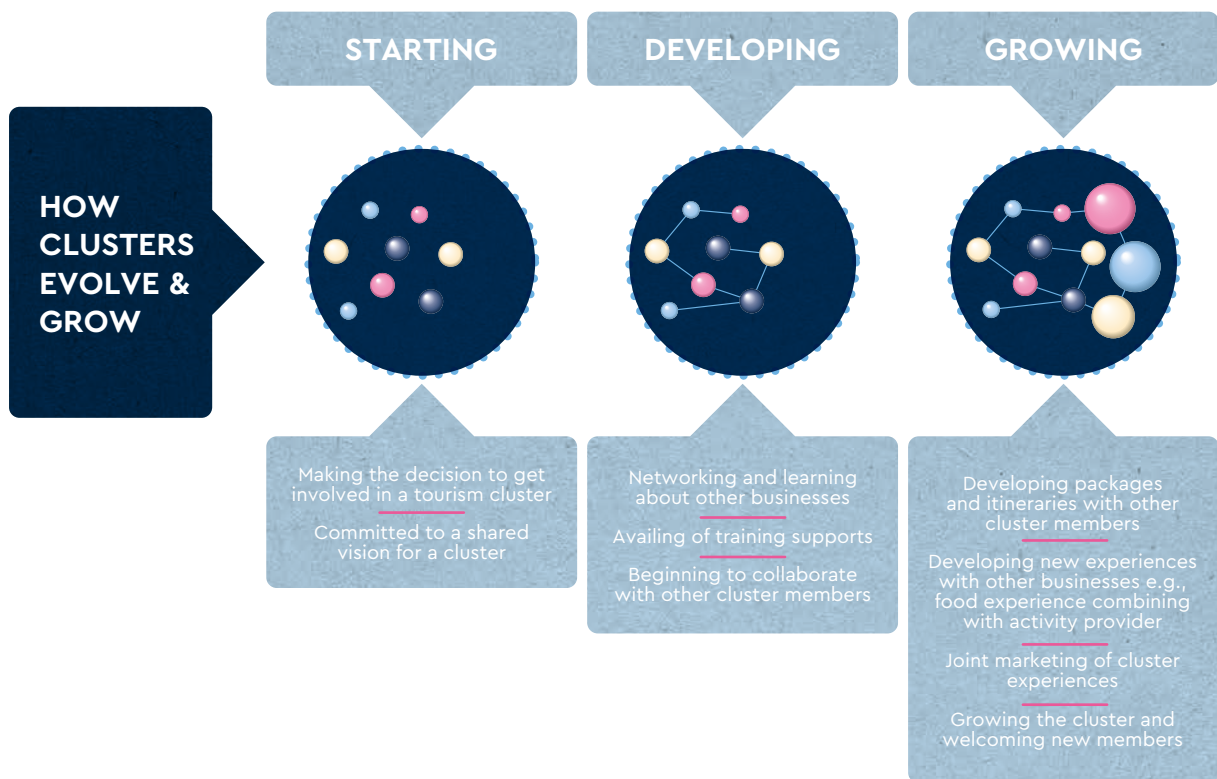 HOW
CLUSTERS
EVOLVE &
GROW
STARTING
Making the decision to get
involved in a tourism cluster
Committed to a shared
vision for a cluster
DEVELOPING
Networking and learning
about other businesses
Availing of training supports
Beginning to collaborate
with other cluster members
GROWING
Developing packages
and itineraries with other
cluster members
Developing new experiences
with other businesses e.g.,
food experience combining
with activity provider
Joint marketing of cluster
experiences
Growing the cluster and
welcoming new members